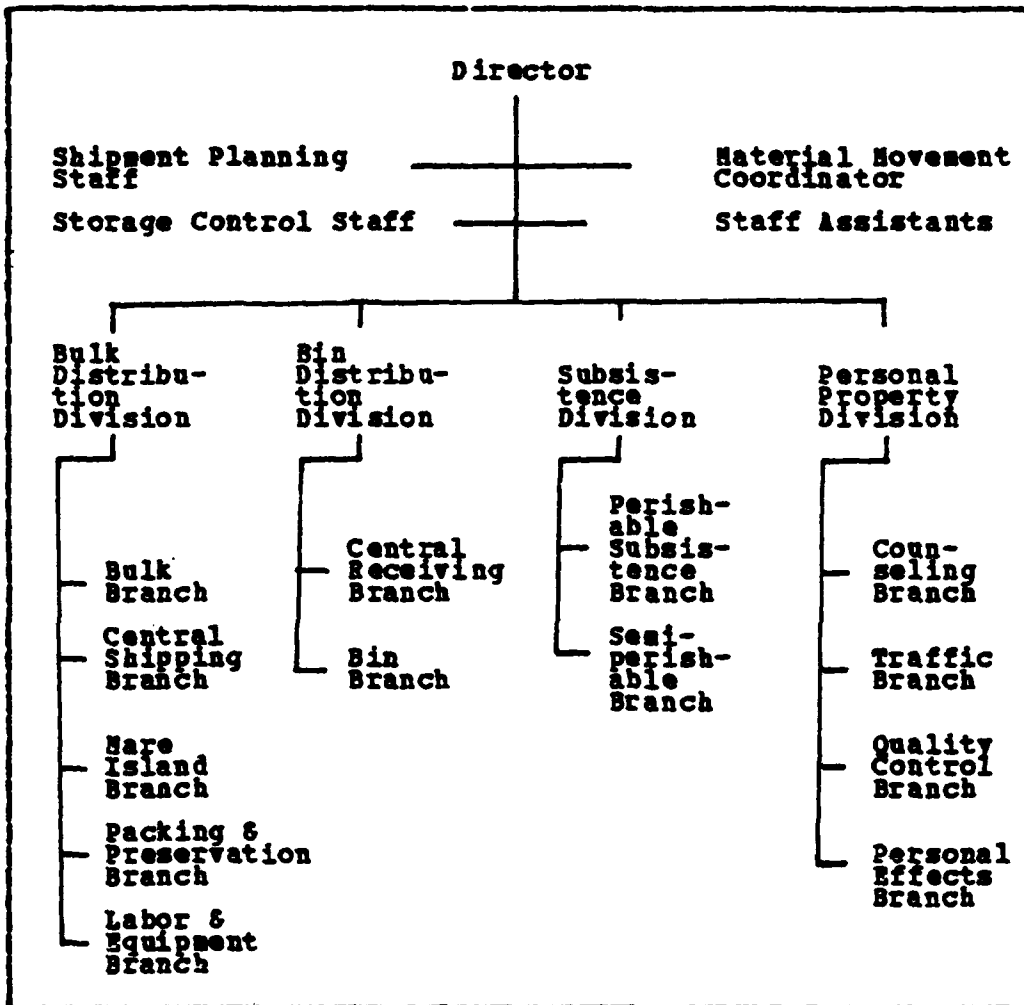 Director
Shipment Planning
Staff
Material Movement
Coordinator
Storage Control Staff
Staff Assistants
Bulk
Distribu-
tion
Division
Bin
Distribu-
tion
Division
Subsis-
tence
Division
Personal
Property
Division
Bulk
Branch
Central
Shipping
Branch
Mare
Island
Branch
Packing &
Preservation
Branch
Labor &
Equipment
Branch
Central
Receiving
Branch
Bin
Branch
Perish-
able
Subsis-
tence
Branch
Semi-
perish-
able
Branch
Coun-
seling
Branch
Traffic
Branch
Quality
Control
Branch
Personal
Effects
Branch